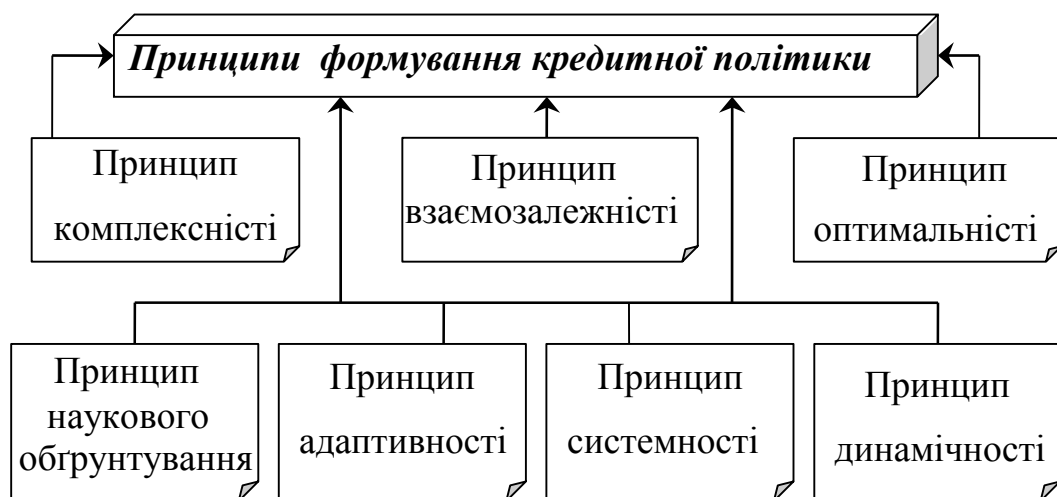 Принципи формування кредитної політики
Принцип
комплексністі
Принцип
взаємозалежністі
Принцип
оптимальністі
Принцип
наукового
обґрунтування
Принцип
адаптивності
Принцип
системності
Принцип
динамічності